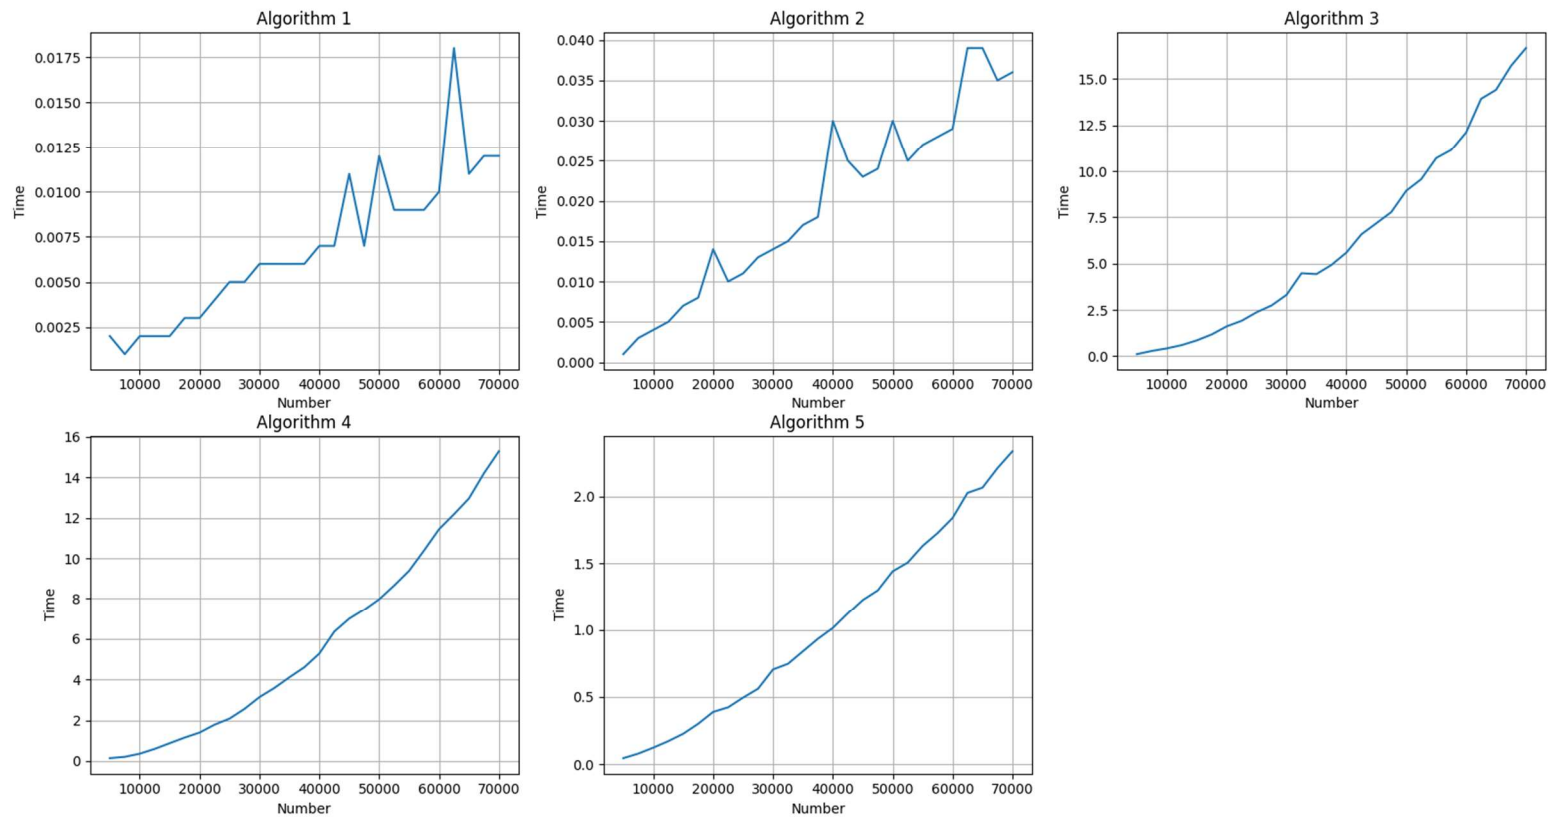 Algorithm 1
0.0175
0.0150
0.0125
0.0100
0.0075
0.0050
0.0025
Time
10000 20000 30000 40000 50000 60000 70000
Number
Algorithm 2
0.040
0.035
0.030
0.025
0.020
0.015
0.010
0.005
0.000
Time
10000 20000 30000 40000 50000 60000 70000
Number
Algorithm 3
15.0
12.5
10.0
7.5
5.0
2.5
0.0
Time
10000 20000 30000 40000 50000 60000 70000
Number
Algorithm 4
16
14
12
10
8
6
4
2
0
Time
10000 20000 30000 40000 50000 60000 70000
Number
Algorithm 5
2.0
1.5
1.0
0.5
0.0
Time
10000 20000 30000 40000 50000 60000 70000
Number